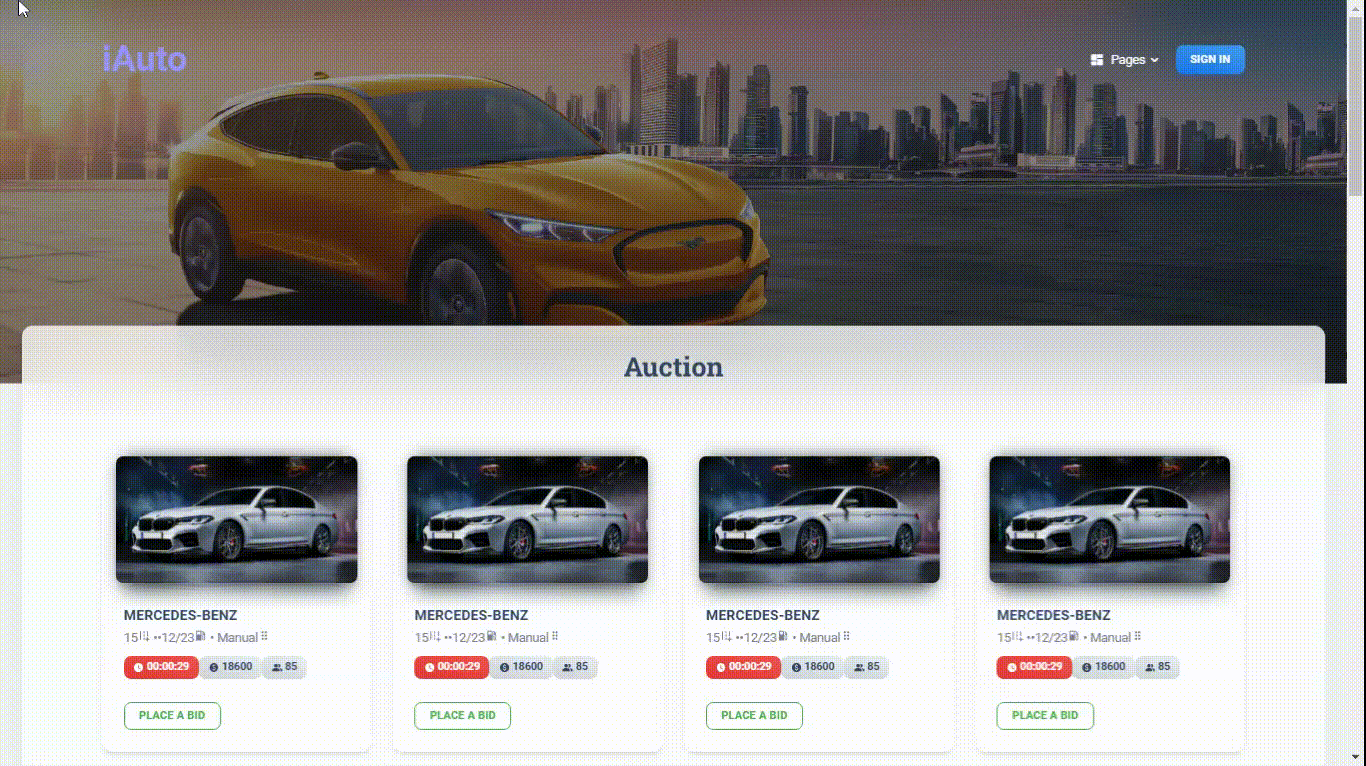 iAuto
Pages
SIGN IN
Auction
MERCEDES-BENZ
15 ••12/23 • Manual
00:00:29 18600 85
PLACE A BID
MERCEDES-BENZ
15 ••12/23 • Manual
00:00:29 18600 85
PLACE A BID
MERCEDES-BENZ
15 ••12/23 • Manual
00:00:29 18600 85
PLACE A BID
MERCEDES-BENZ
15 ••12/23 • Manual
00:00:29 18600 85
PLACE A BID